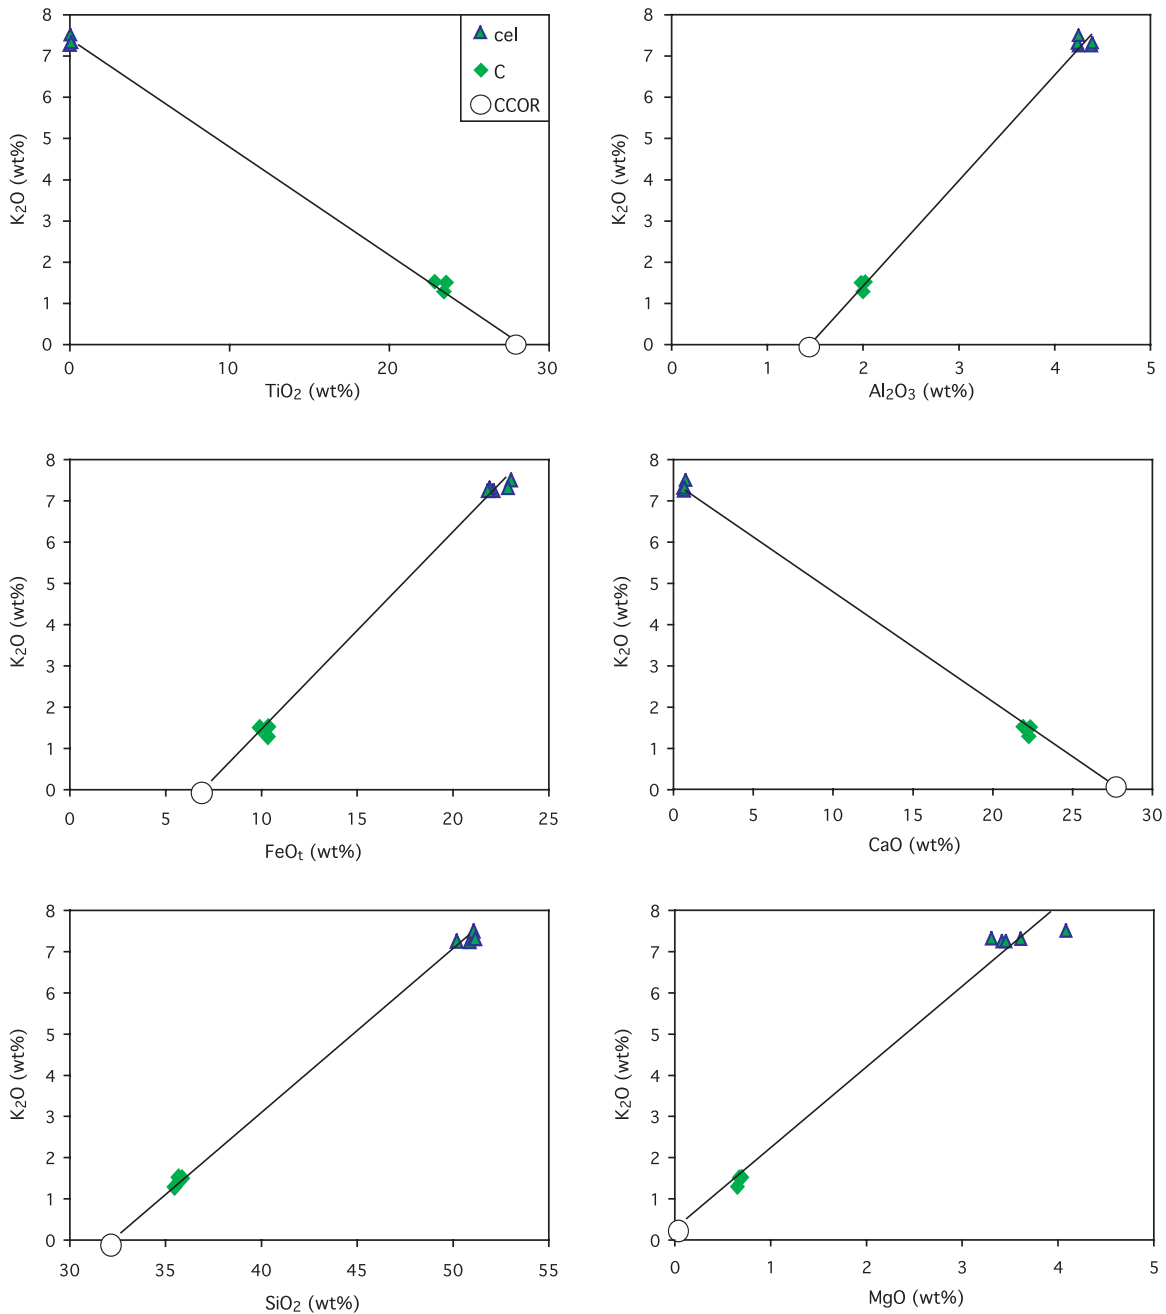 8
7
6
5
4
3
2
1
0
K₂O (wt%)
0 10 20 30
TiO₂ (wt%)
cel
C
CCOR
8
7
6
5
4
3
2
1
0
K₂O (wt%)
0 1 2 3 4 5
Al₂O₃ (wt%)
8
7
6
5
4
3
2
1
0
K₂O (wt%)
0 5 10 15 20 25
FeOₜ (wt%)
8
7
6
5
4
3
2
1
0
K₂O (wt%)
0 5 10 15 20 25 30
CaO (wt%)
8
7
6
5
4
3
2
1
0
K₂O (wt%)
30 35 40 45 50 55
SiO₂ (wt%)
8
7
6
5
4
3
2
1
0
K₂O (wt%)
0 1 2 3 4 5
MgO (wt%)